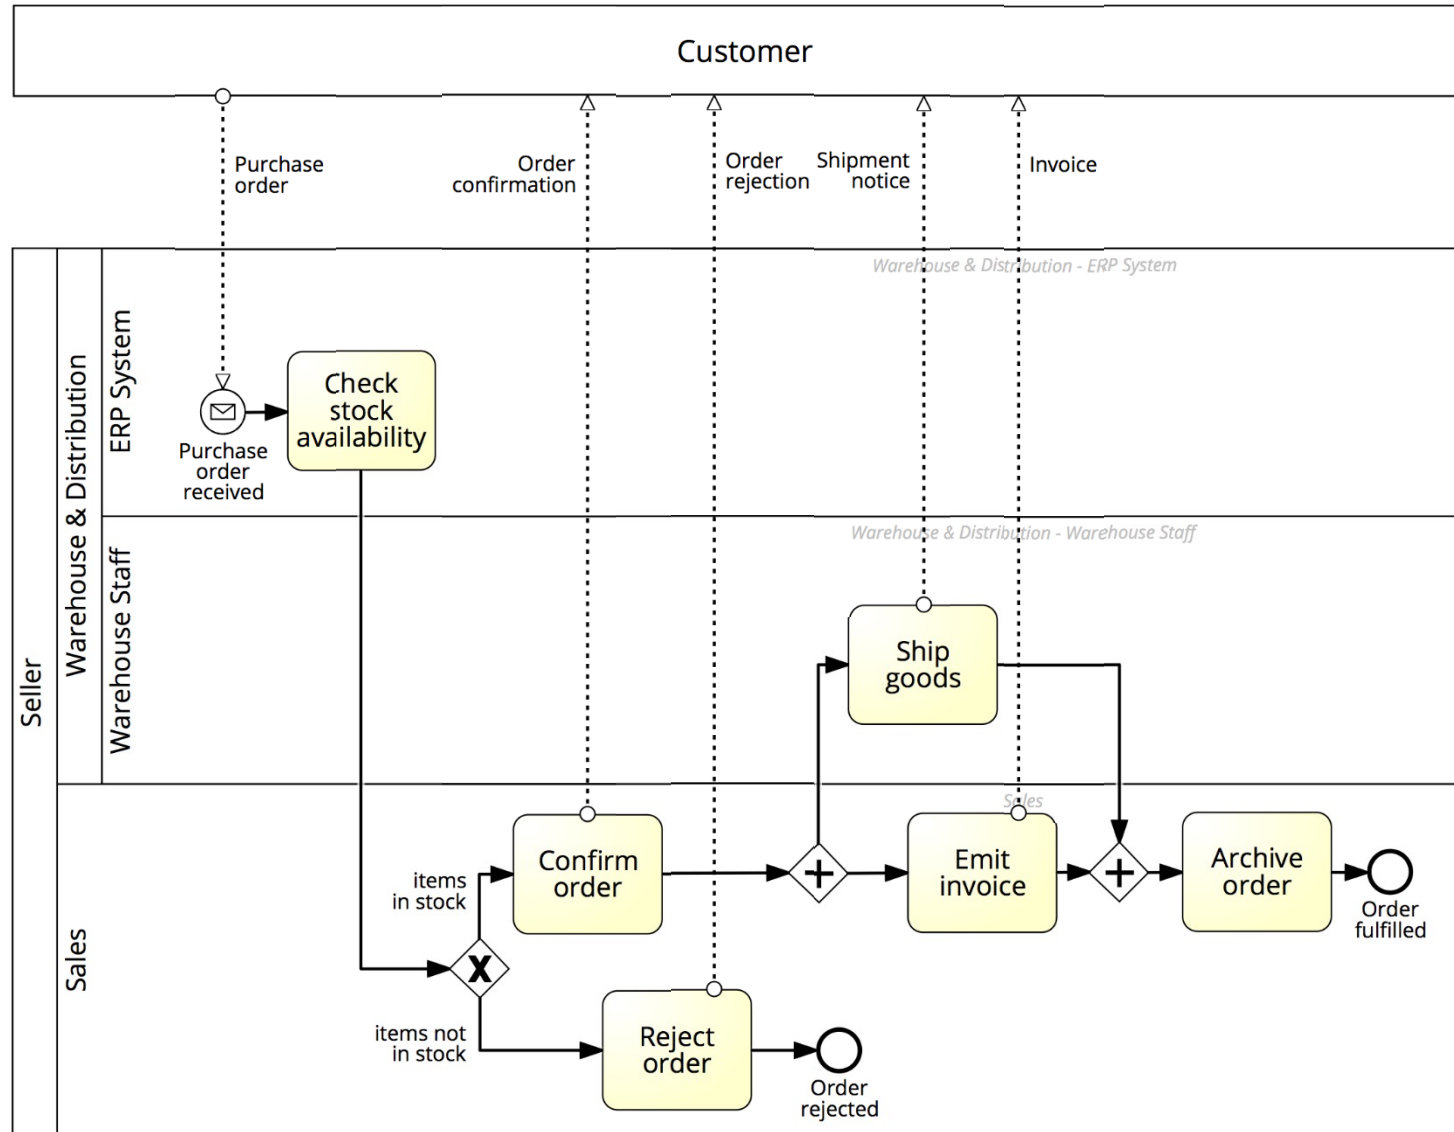 Customer
Purchase
order
Order
confirmation
Order
rejection
Shipment
notice
Invoice
Seller
Warehouse & Distribution
ERP System
Warehouse & Distribution - ERP System
Check
stock
availability
Purchase
order
received
Warehouse Staff
Warehouse & Distribution - Warehouse Staff
Ship
goods
Sales
Sales
items
in stock
Confirm
order
Emit
invoice
Archive
order
Order
fulfilled
X
items not
in stock
Reject
order
Order
rejected